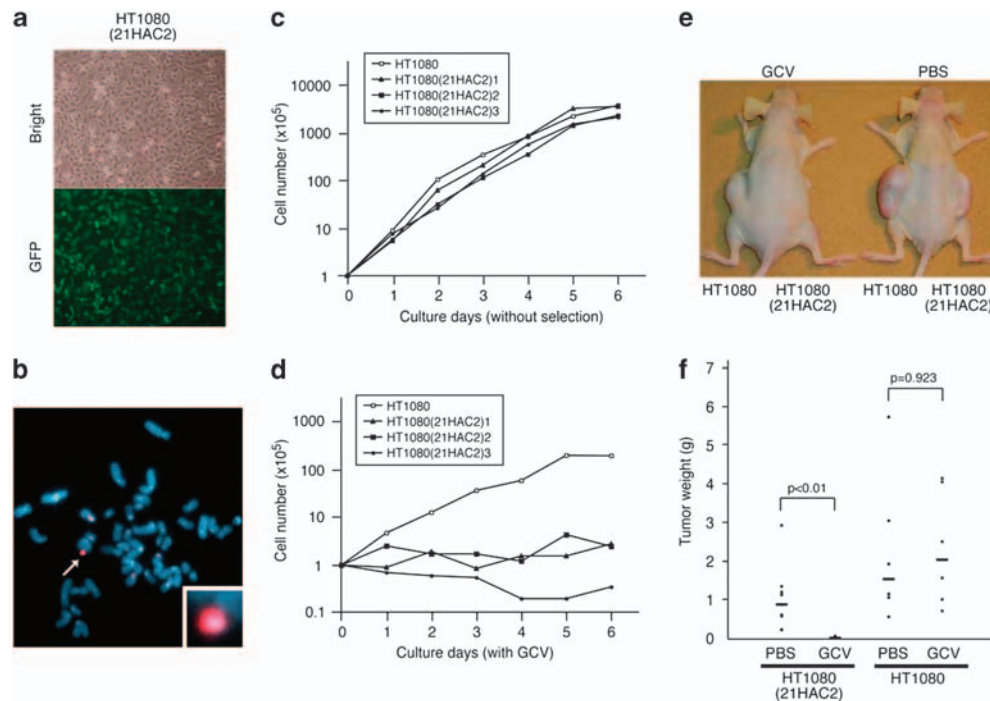 a
HT1080
(21HAC2)
Bright
GFP
b
c
HT1080
HT1080(21HAC2)1
HT1080(21HAC2)2
HT1080(21HAC2)3
Cell number (x10⁵)
10000
1000
100
10
1
0 1 2 3 4 5 6
Culture days (without selection)
d
HT1080
HT1080(21HAC2)1
HT1080(21HAC2)2
HT1080(21HAC2)3
Cell number (x10⁵)
1000
100
10
1
0.1
0 1 2 3 4 5 6
Culture days (with GCV)
e
GCV PBS
HT1080 HT1080 HT1080 HT1080
(21HAC2) (21HAC2)
f
Tumor weight (g)
7
6
5
4
3
2
1
0
p=0.923
p<0.01
PBS GCV PBS GCV
HT1080 HT1080
(21HAC2)